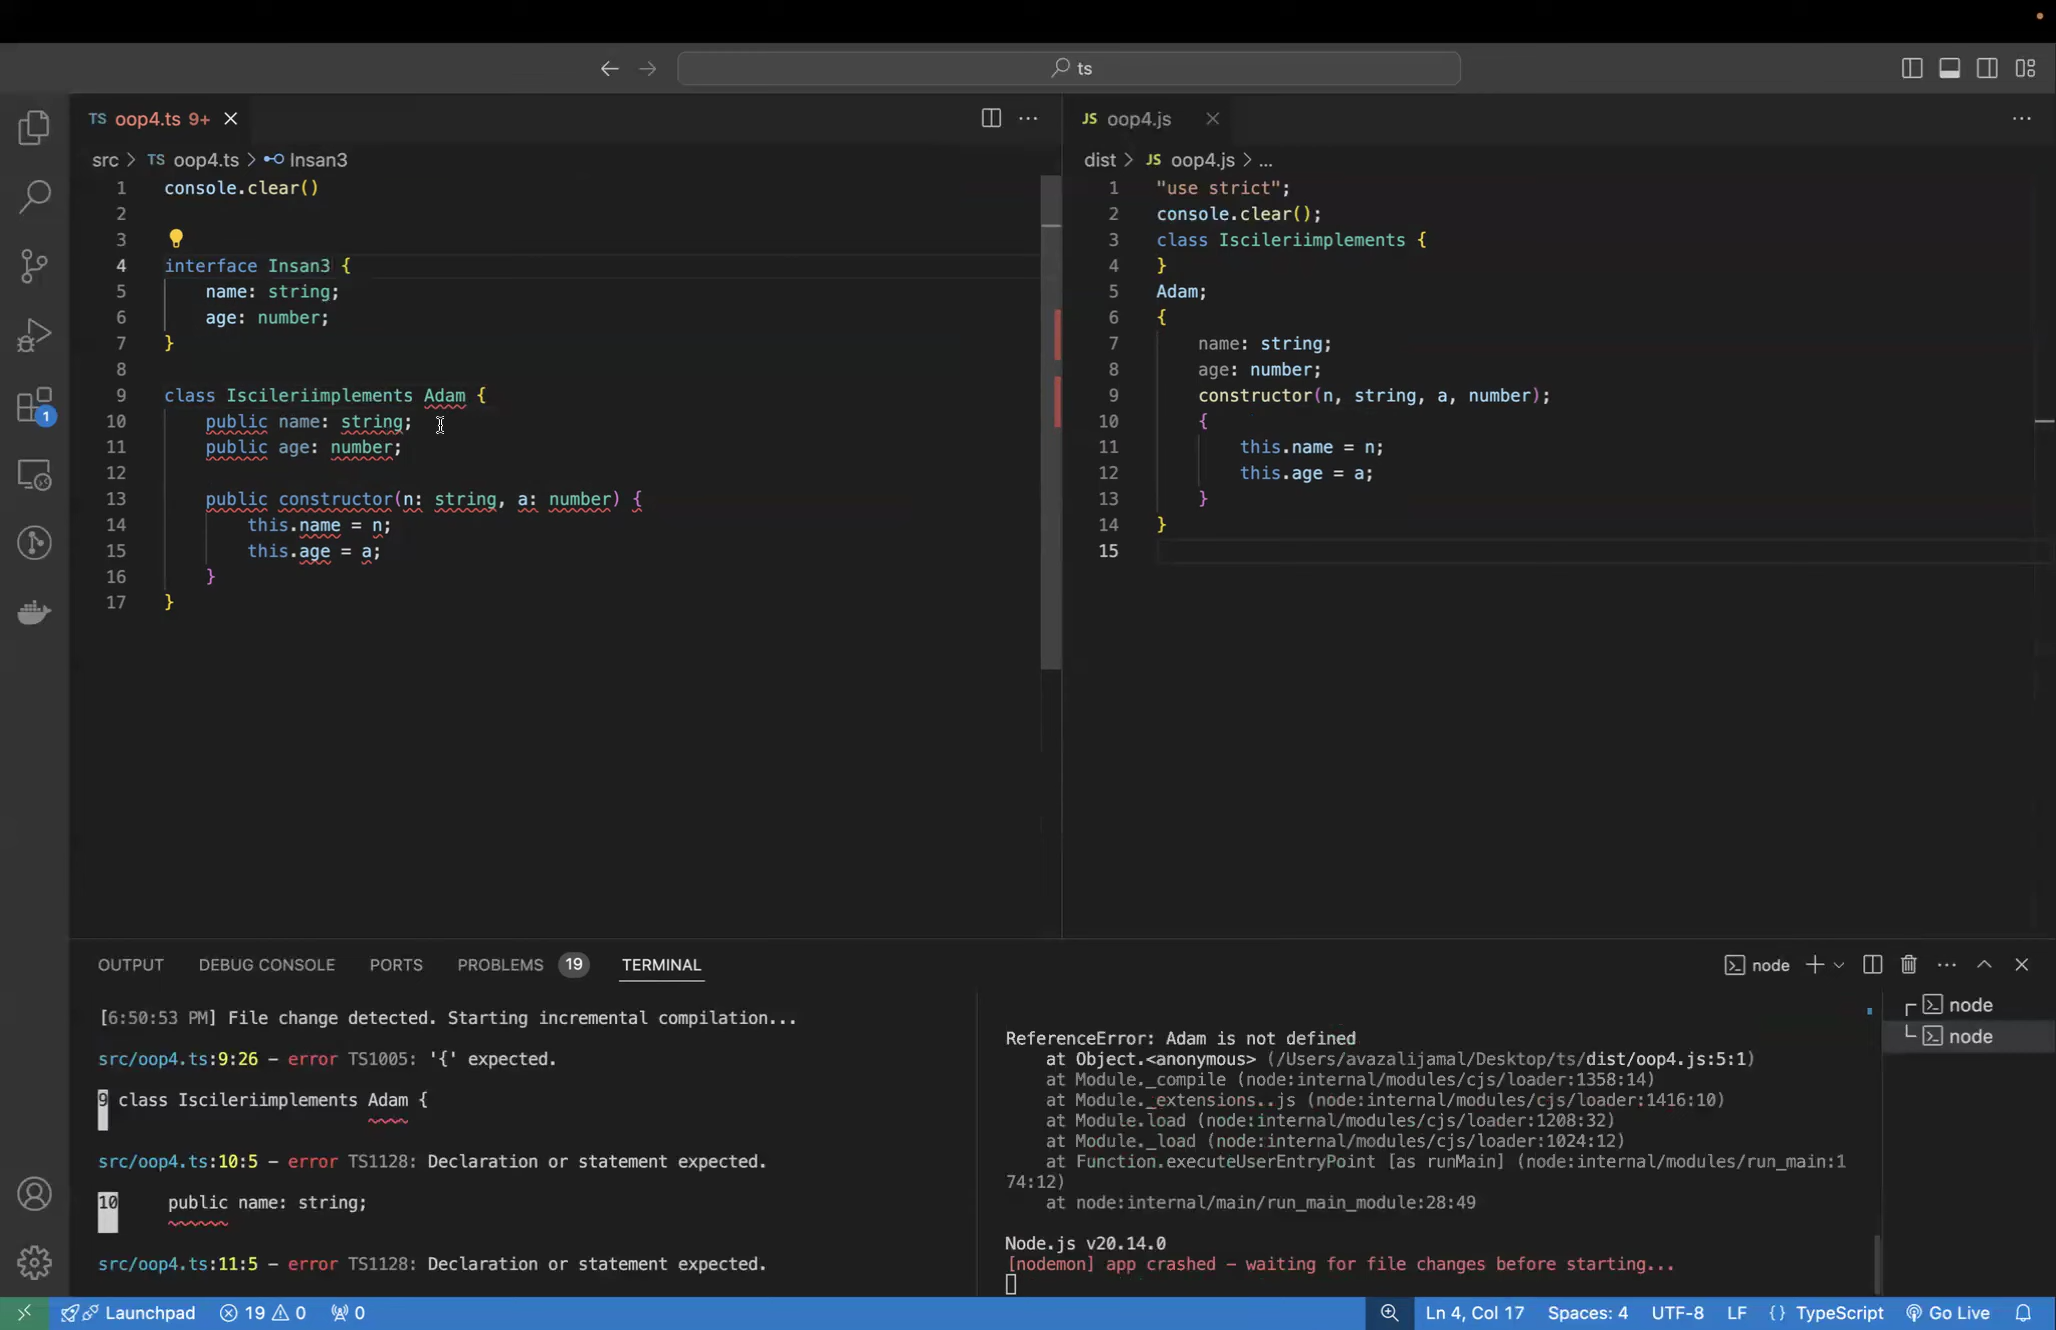 ts
TS oop4.ts 9+
src > TS oop4.ts > Insan3
1 console.clear()
2
3
4 interface Insan3 {
5 name: string;
6 age: number;
7 }
8
9 class Iscileriimplements Adam {
10 public name: string;
11 public age: number;
12
13 public constructor(n: string, a: number) {
14 this.name = n;
15 this.age = a;
16 }
17 }
JS oop4.js
dist > JS oop4.js > ...
1 "use strict";
2 console.clear();
3 class Iscileriimplements {
4 }
5 Adam;
6 {
7 name: string;
8 age: number;
9 constructor(n, string, a, number);
10 {
11 this.name = n;
12 this.age = a;
13 }
14 }
15
1
OUTPUT DEBUG CONSOLE PORTS PROBLEMS 19 TERMINAL
node
[6:50:53 PM] File change detected. Starting incremental compilation...
src/oop4.ts:9:26 - error TS1005: '{' expected.
9 class Iscileriimplements Adam {
src/oop4.ts:10:5 - error TS1128: Declaration or statement expected.
10 public name: string;
src/oop4.ts:11:5 - error TS1128: Declaration or statement expected.
ReferenceError: Adam is not defined
at Object.<anonymous> (/Users/avazalijamal/Desktop/ts/dist/oop4.js:5:1)
at Module._compile (node:internal/modules/cjs/loader:1358:14)
at Module._extensions..js (node:internal/modules/cjs/loader:1416:10)
at Module.load (node:internal/modules/cjs/loader:1208:32)
at Module._load (node:internal/modules/cjs/loader:1024:12)
at Function.executeUserEntryPoint [as runMain] (node:internal/modules/run_main:1
74:12)
at node:internal/main/run_main_module:28:49
Node.js v20.14.0
[nodemon] app crashed - waiting for file changes before starting...
node
node
Launchpad 19 0 0
Ln 4, Col 17 Spaces: 4 UTF-8 LF {} TypeScript Go Live